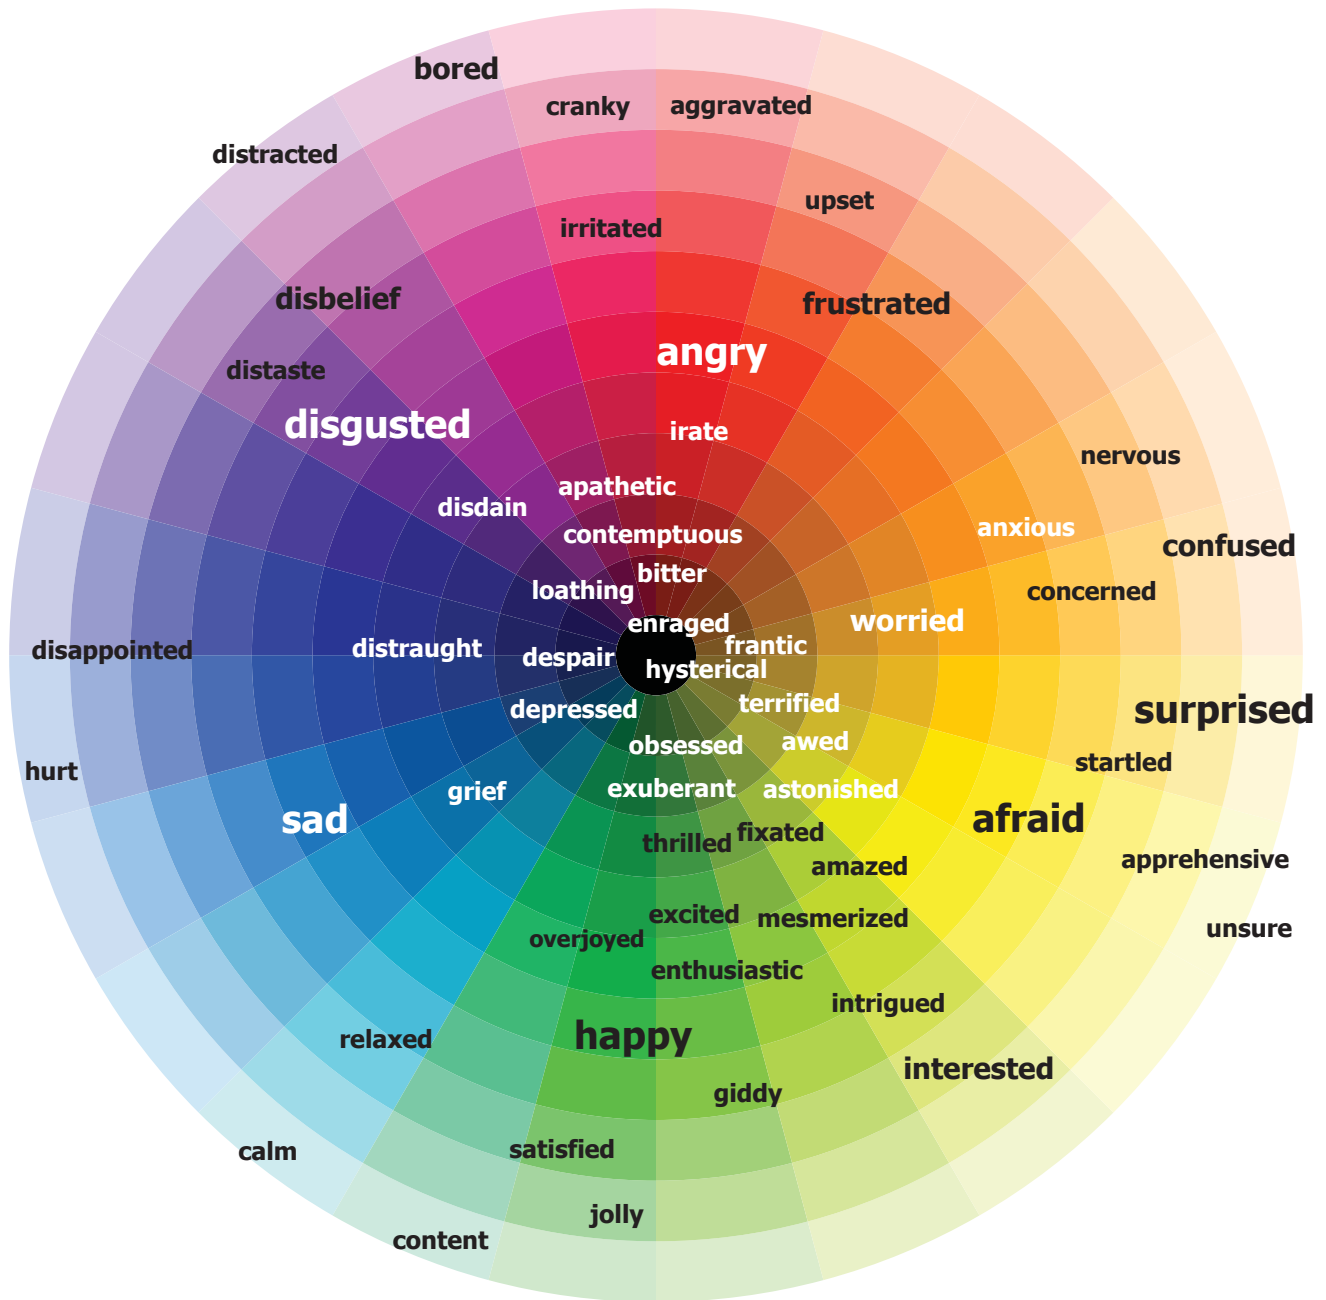 bored
cranky
aggravated
distracted
upset
irritated
disbelief
frustrated
angry
distaste
disgusted
irate
nervous
apathetic
disdain
anxious
contemptuous
confused
bitter
loathing
concerned
enraged
worried
frantic
disappointed
distraught
despair
hysterical
terrified
depressed
surprised
awed
obsessed
startled
hurt
grief
exuberant
astonished
sad
afraid
fixated
thrilled
apprehensive
amazed
excited
mesmerized
unsure
overjoyed
enthusiastic
intrigued
relaxed
happy
interested
giddy
calm
satisfied
jolly
content